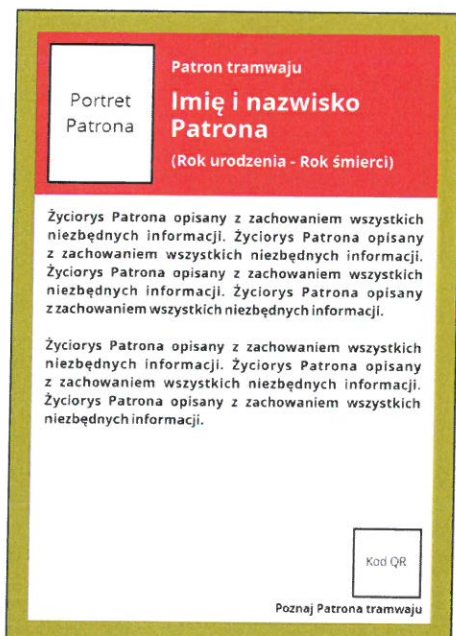 Portret
Patrona
Patron tramwaju
Imię i nazwisko
Patrona
(Rok urodzenia - Rok śmierci)
Życiorys Patrona opisany z zachowaniem wszystkich
niezbędnych informacji. Życiorys Patrona opisany
z zachowaniem wszystkich niezbędnych informacji.
Życiorys Patrona opisany z zachowaniem wszystkich
niezbędnych informacji. Życiorys Patrona opisany
z zachowaniem wszystkich niezbędnych informacji.
Życiorys Patrona opisany z zachowaniem wszystkich
niezbędnych informacji. Życiorys Patrona opisany
z zachowaniem wszystkich niezbędnych informacji.
Życiorys Patrona opisany z zachowaniem wszystkich
niezbędnych informacji.
Kod QR
Poznaj Patrona tramwaju